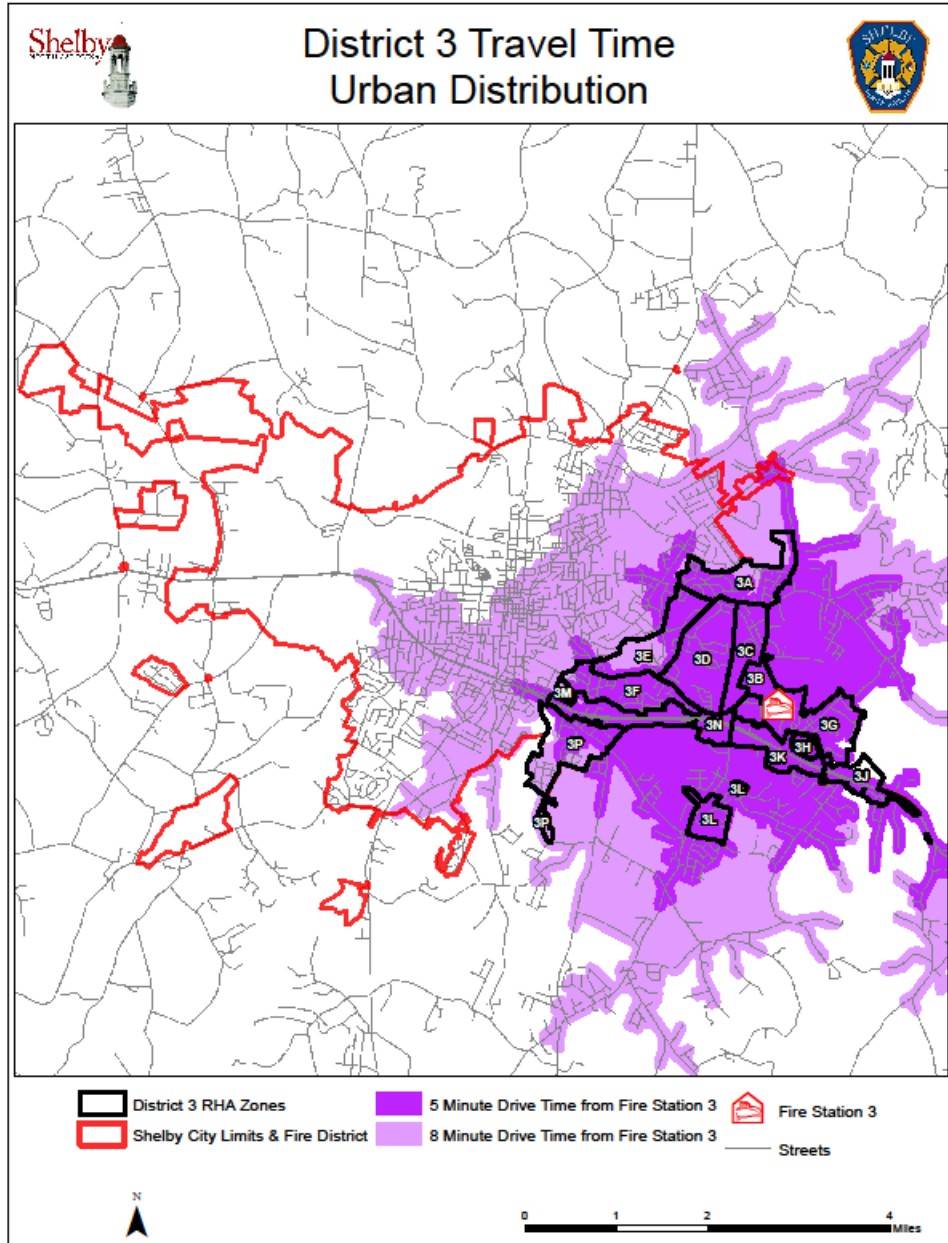 Shelby
District 3 Travel Time
Urban Distribution
SHELBY
3A
3E
3D
3C
3B
3M
3F
3N
3G
3P
3H
3K
3J
3L
3L
3P
District 3 RHA Zones
5 Minute Drive Time from Fire Station 3
Fire Station 3
Shelby City Limits & Fire District
8 Minute Drive Time from Fire Station 3
Streets
N
0 1 2 4
Miles